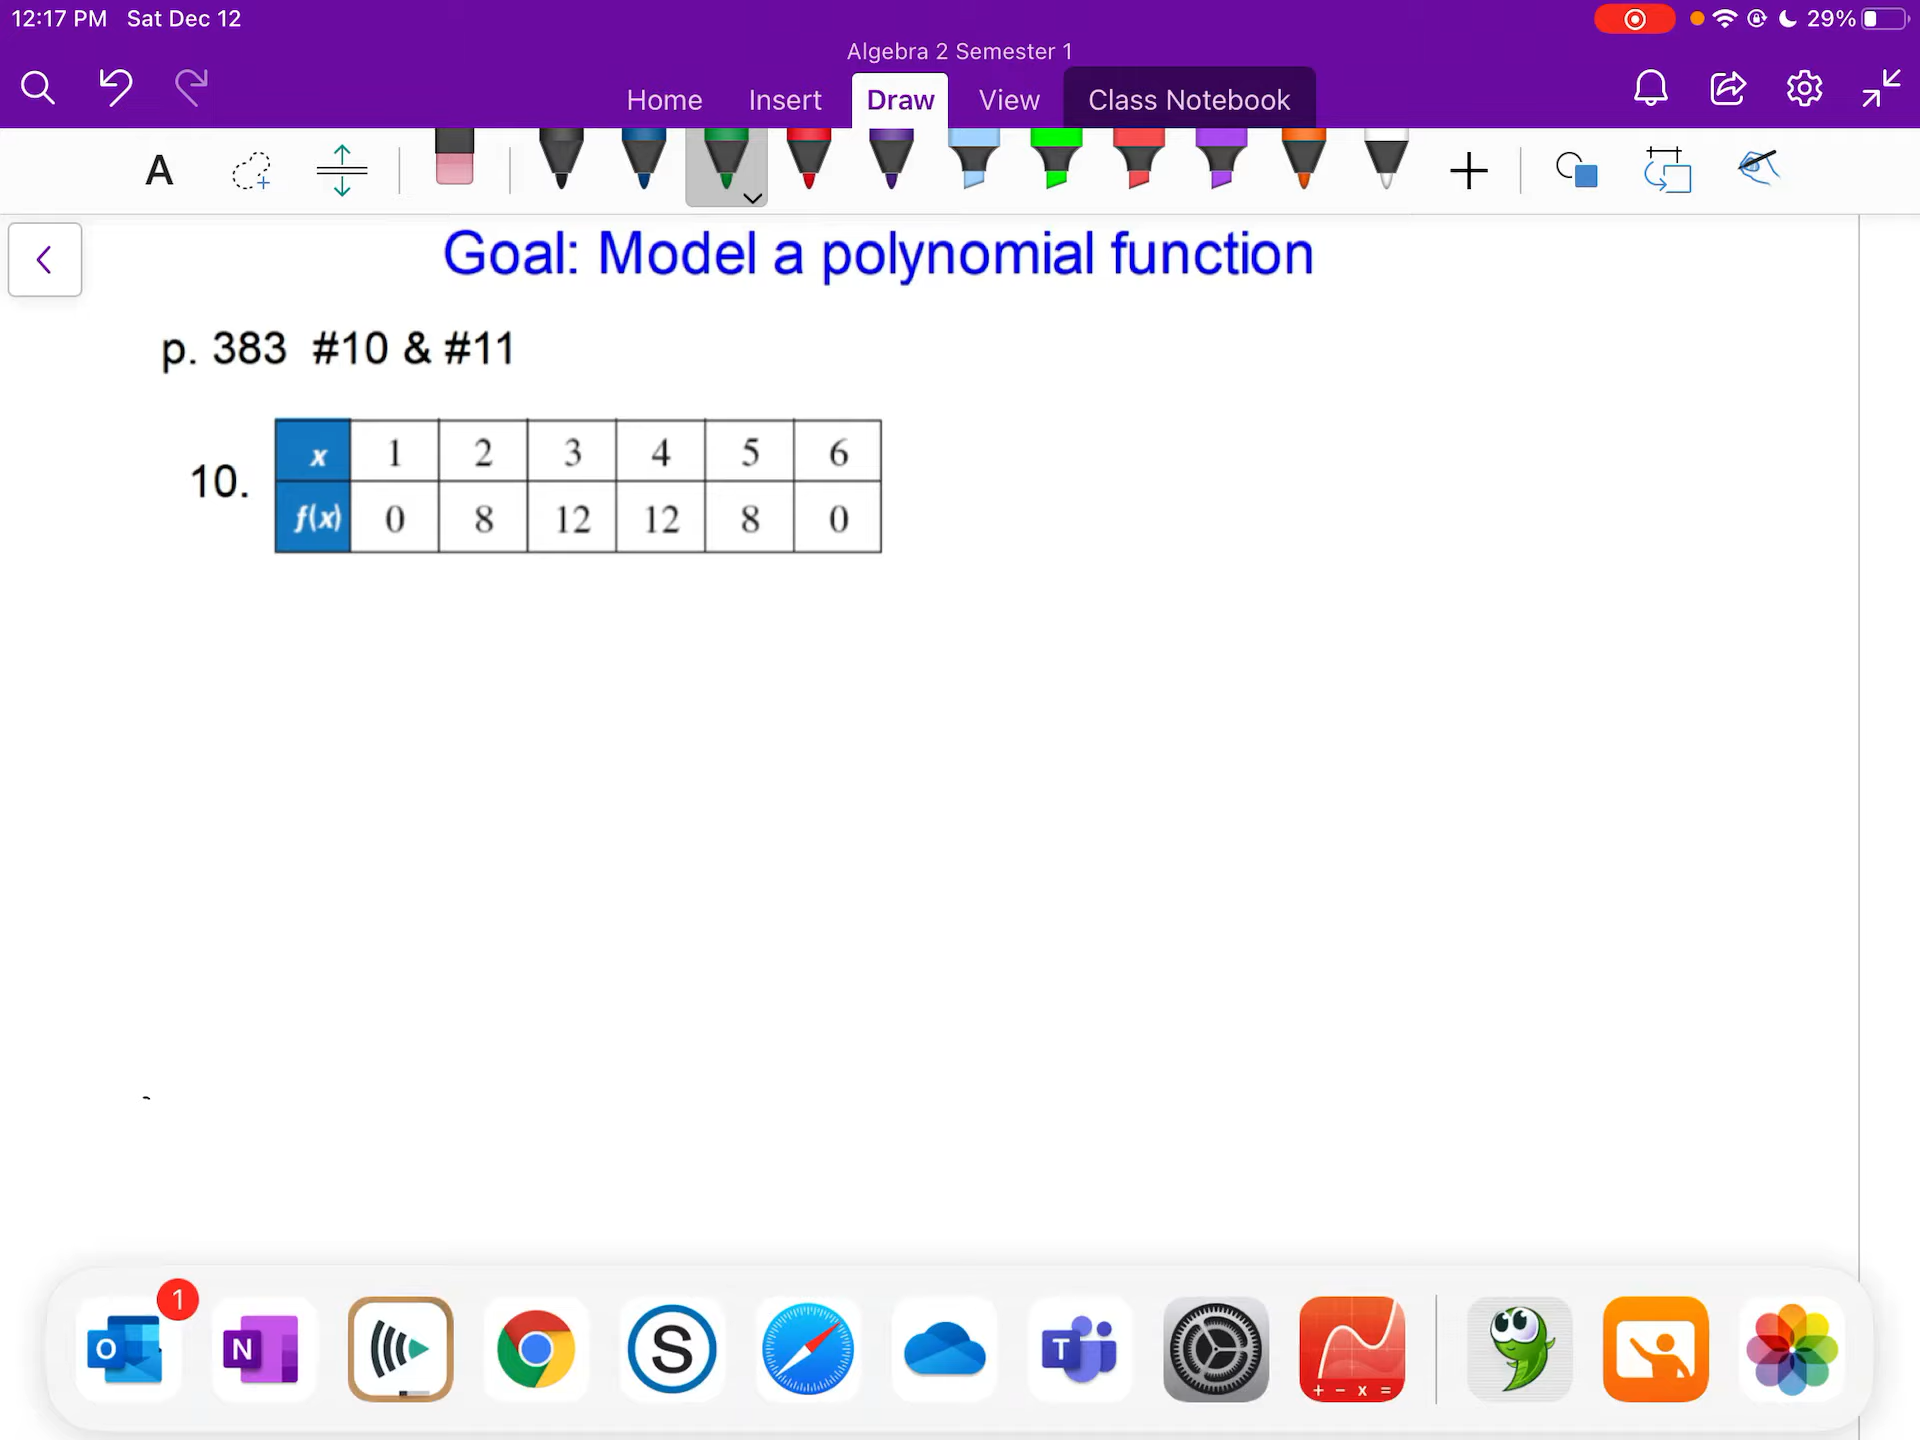 12:17 PM Sat Dec 12 29%
Algebra 2 Semester 1
Home Insert Draw View Class Notebook
A
Goal: Model a polynomial function
p. 383 #10 & #11
10.
x 1 2 3 4 5 6
f(x) 0 8 12 12 8 0
1
O N S T + - x =